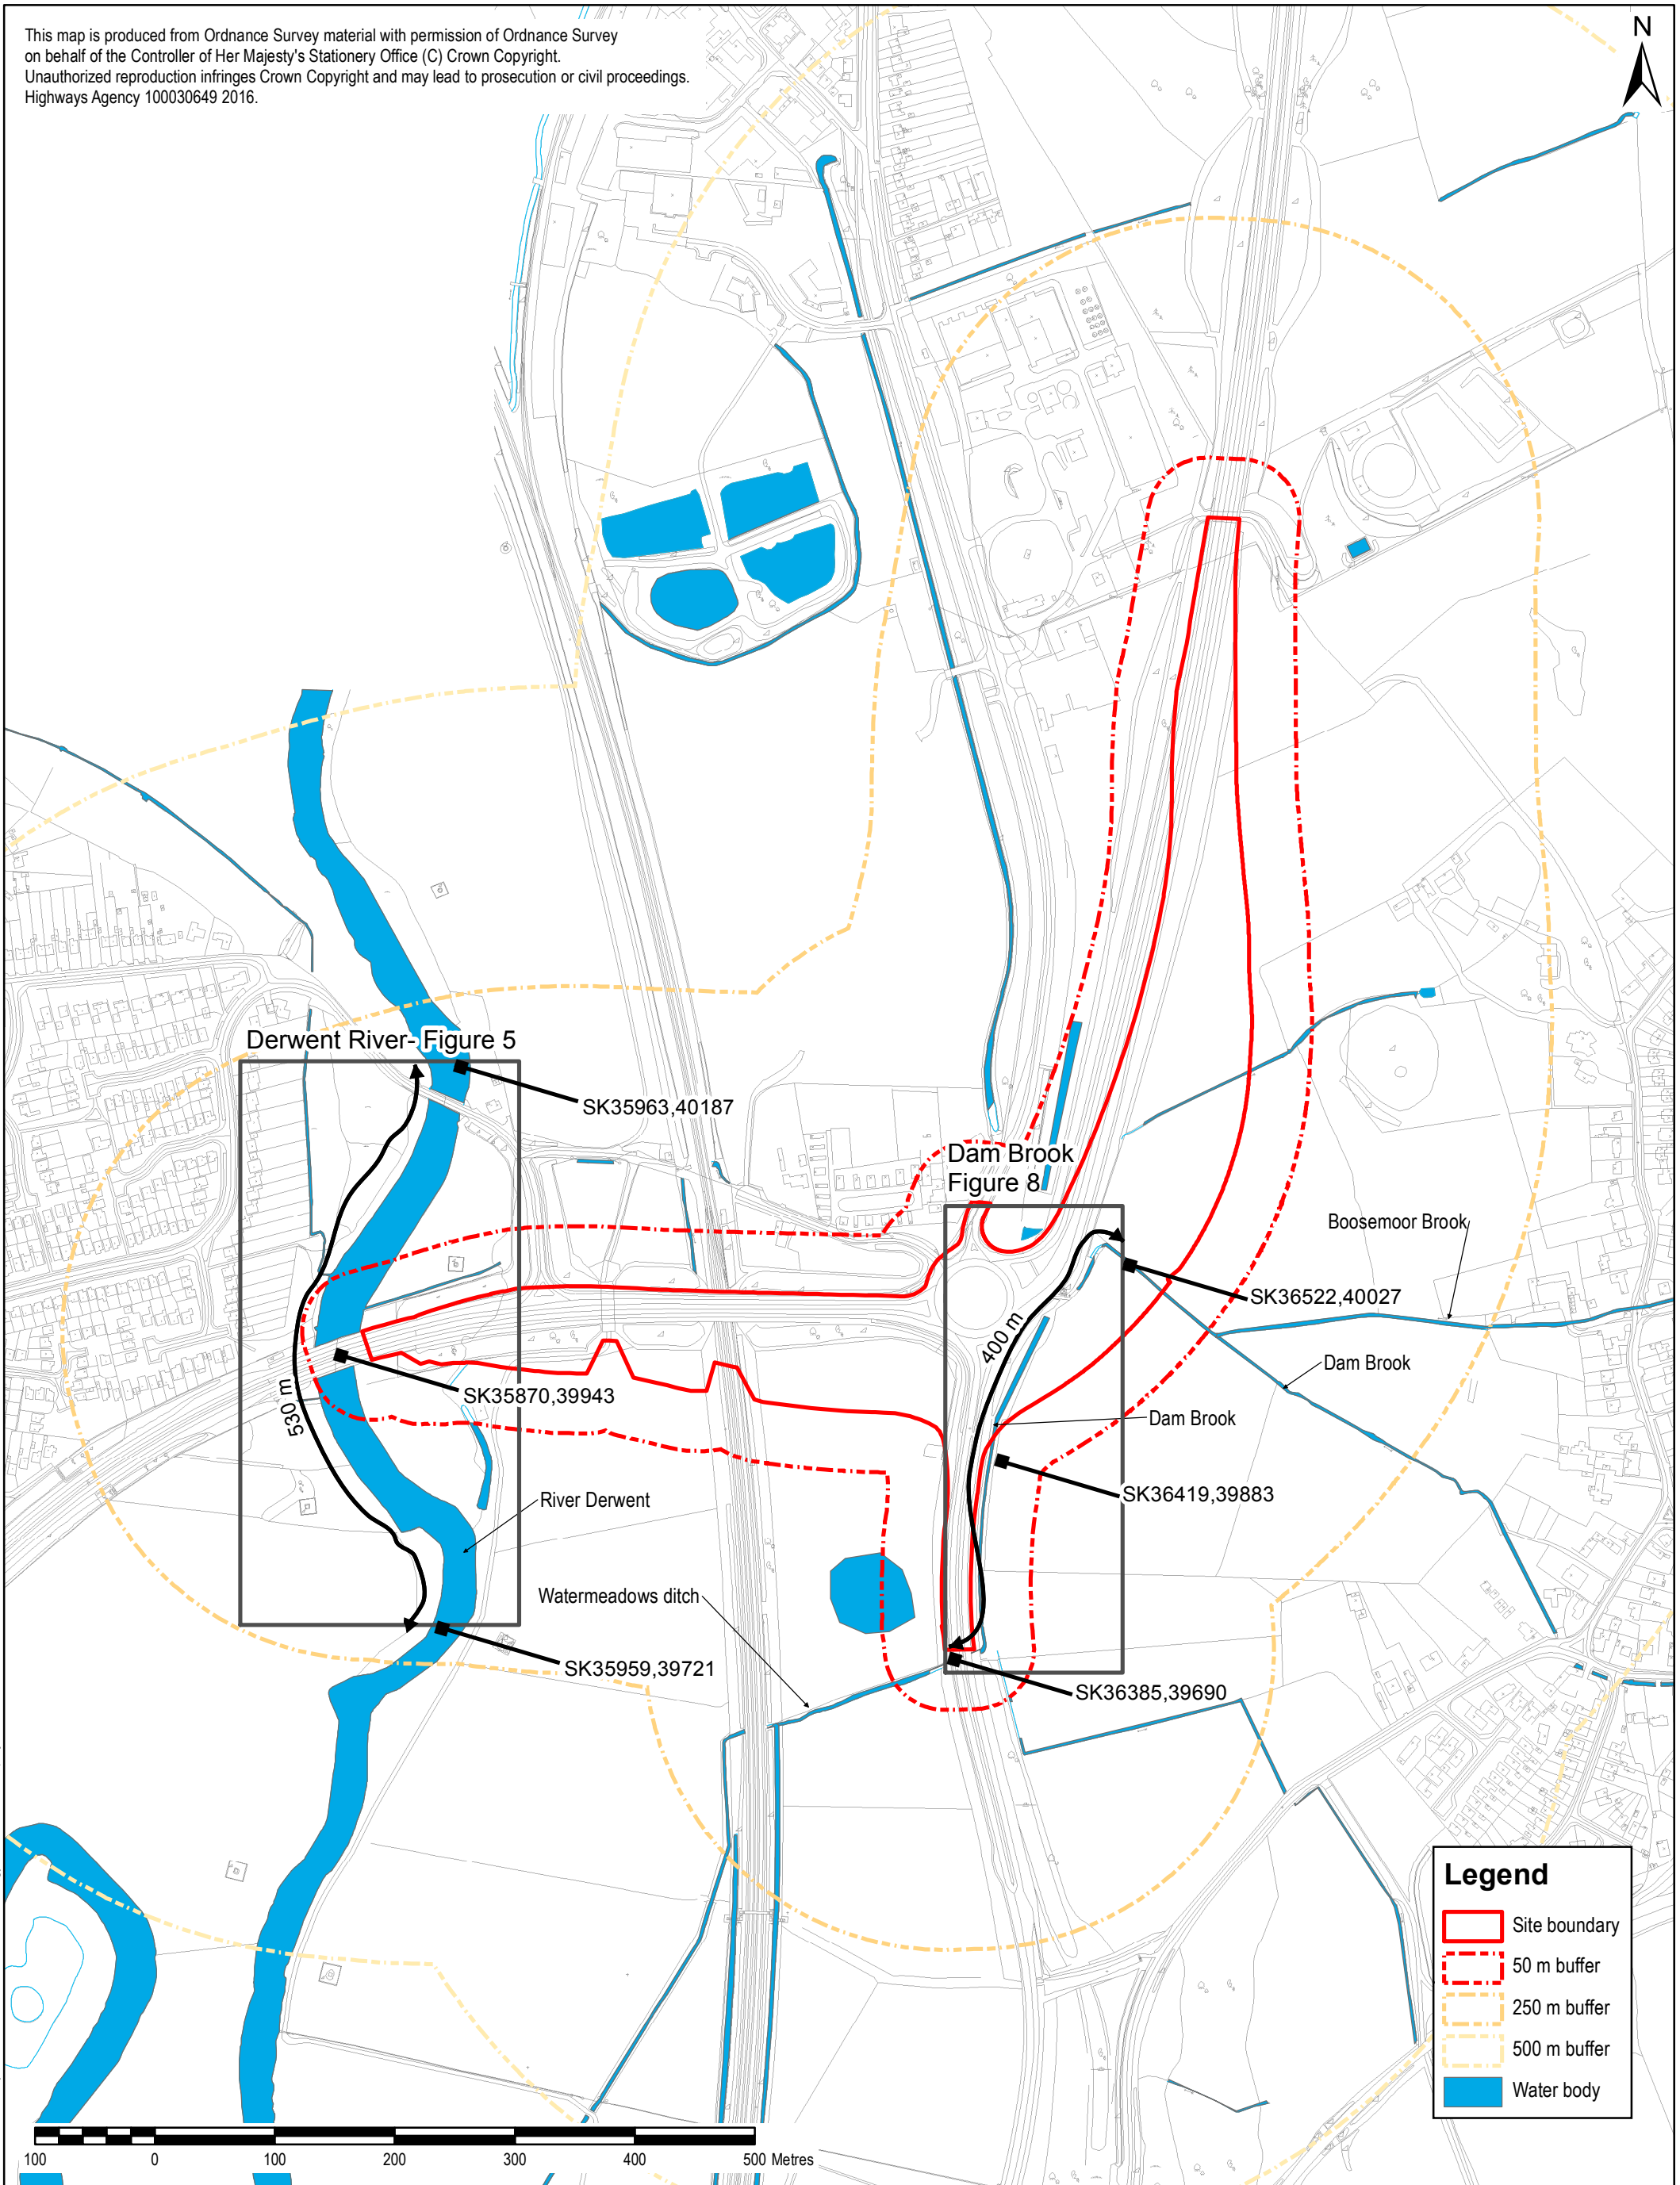 This map is produced from Ordnance Survey material with permission of Ordnance Survey
on behalf of the Controller of Her Majesty's Stationery Office (C) Crown Copyright.
Unauthorized reproduction infringes Crown Copyright and may lead to prosecution or civil proceedings.
Highways Agency 100030649 2016.
N
Derwent River- Figure 5
SK35963,40187
Dam Brook
Figure 8
Boosemoor Brook
SK36522,40027
400 m
Dam Brook
SK35870,39943
530 m
Dam Brook
SK36419,39883
River Derwent
Watermeadows ditch
SK35959,39721
SK36385,39690
Legend
Site boundary
50 m buffer
250 m buffer
500 m buffer
Water body
100 0 100 200 300 400 500 Metres